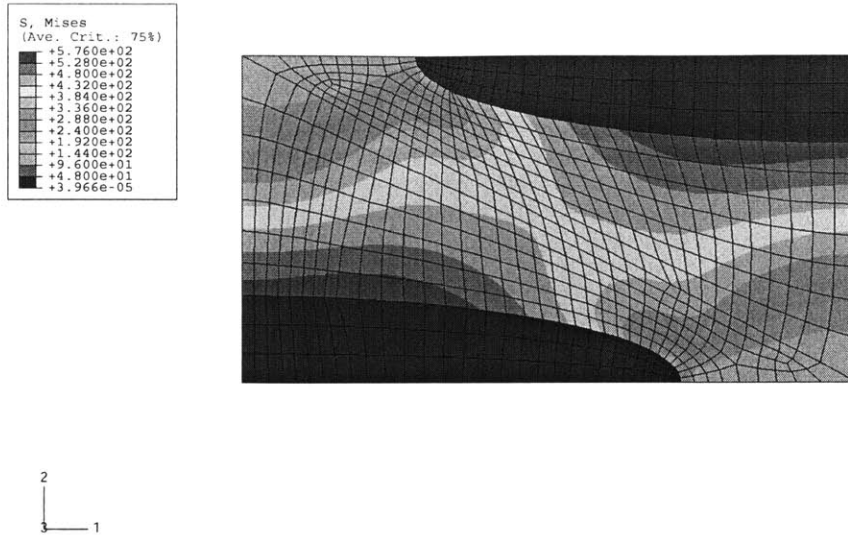 S, Mises
(Ave. Crit.: 75%)
+5.760e+02
+5.280e+02
+4.800e+02
+4.320e+02
+3.840e+02
+3.360e+02
+2.880e+02
+2.400e+02
+1.920e+02
+1.440e+02
+9.600e+01
+4.800e+01
+3.966e-05
2
3
1